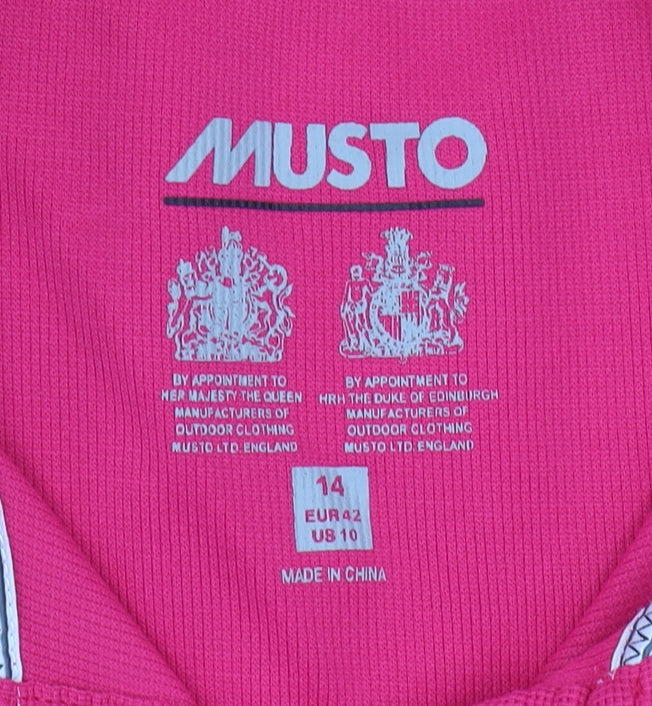 MUSTO
BY APPOINTMENT TO
HER MAJESTY THE QUEEN
MANUFACTURERS OF
OUTDOOR CLOTHING
MUSTO LTD. ENGLAND
BY APPOINTMENT TO
HRH THE DUKE OF EDINBURGH
MANUFACTURERS OF
OUTDOOR CLOTHING
MUSTO LTD. ENGLAND
14
EUR 42
US 10
MADE IN CHINA